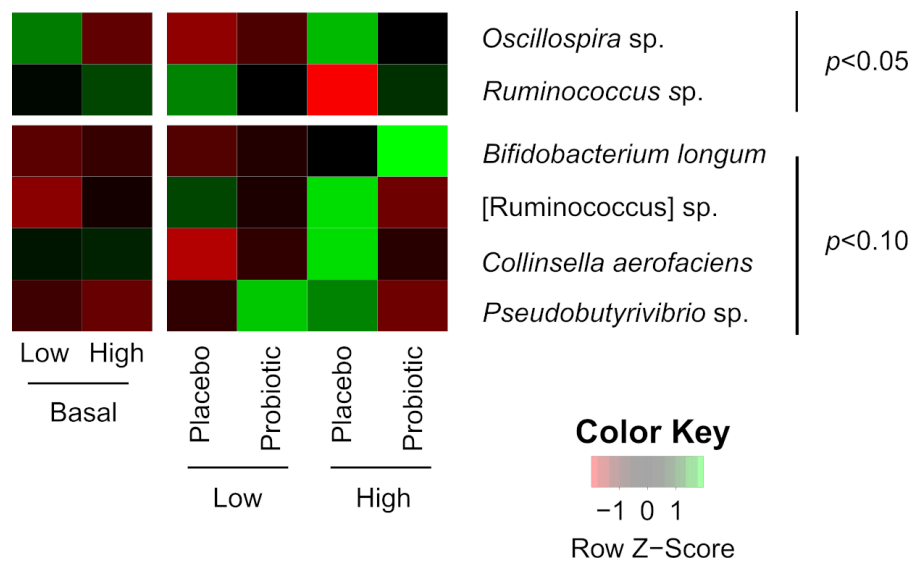 Oscillospira sp.
Ruminococcus sp.
p<0.05
Bifidobacterium longum
[Ruminococcus] sp.
Collinsella aerofaciens
Pseudobutyrivibrio sp.
p<0.10
Low High
Basal
Placebo
Probiotic
Placebo
Probiotic
Low
High
Color Key
−1 0 1
Row Z−Score